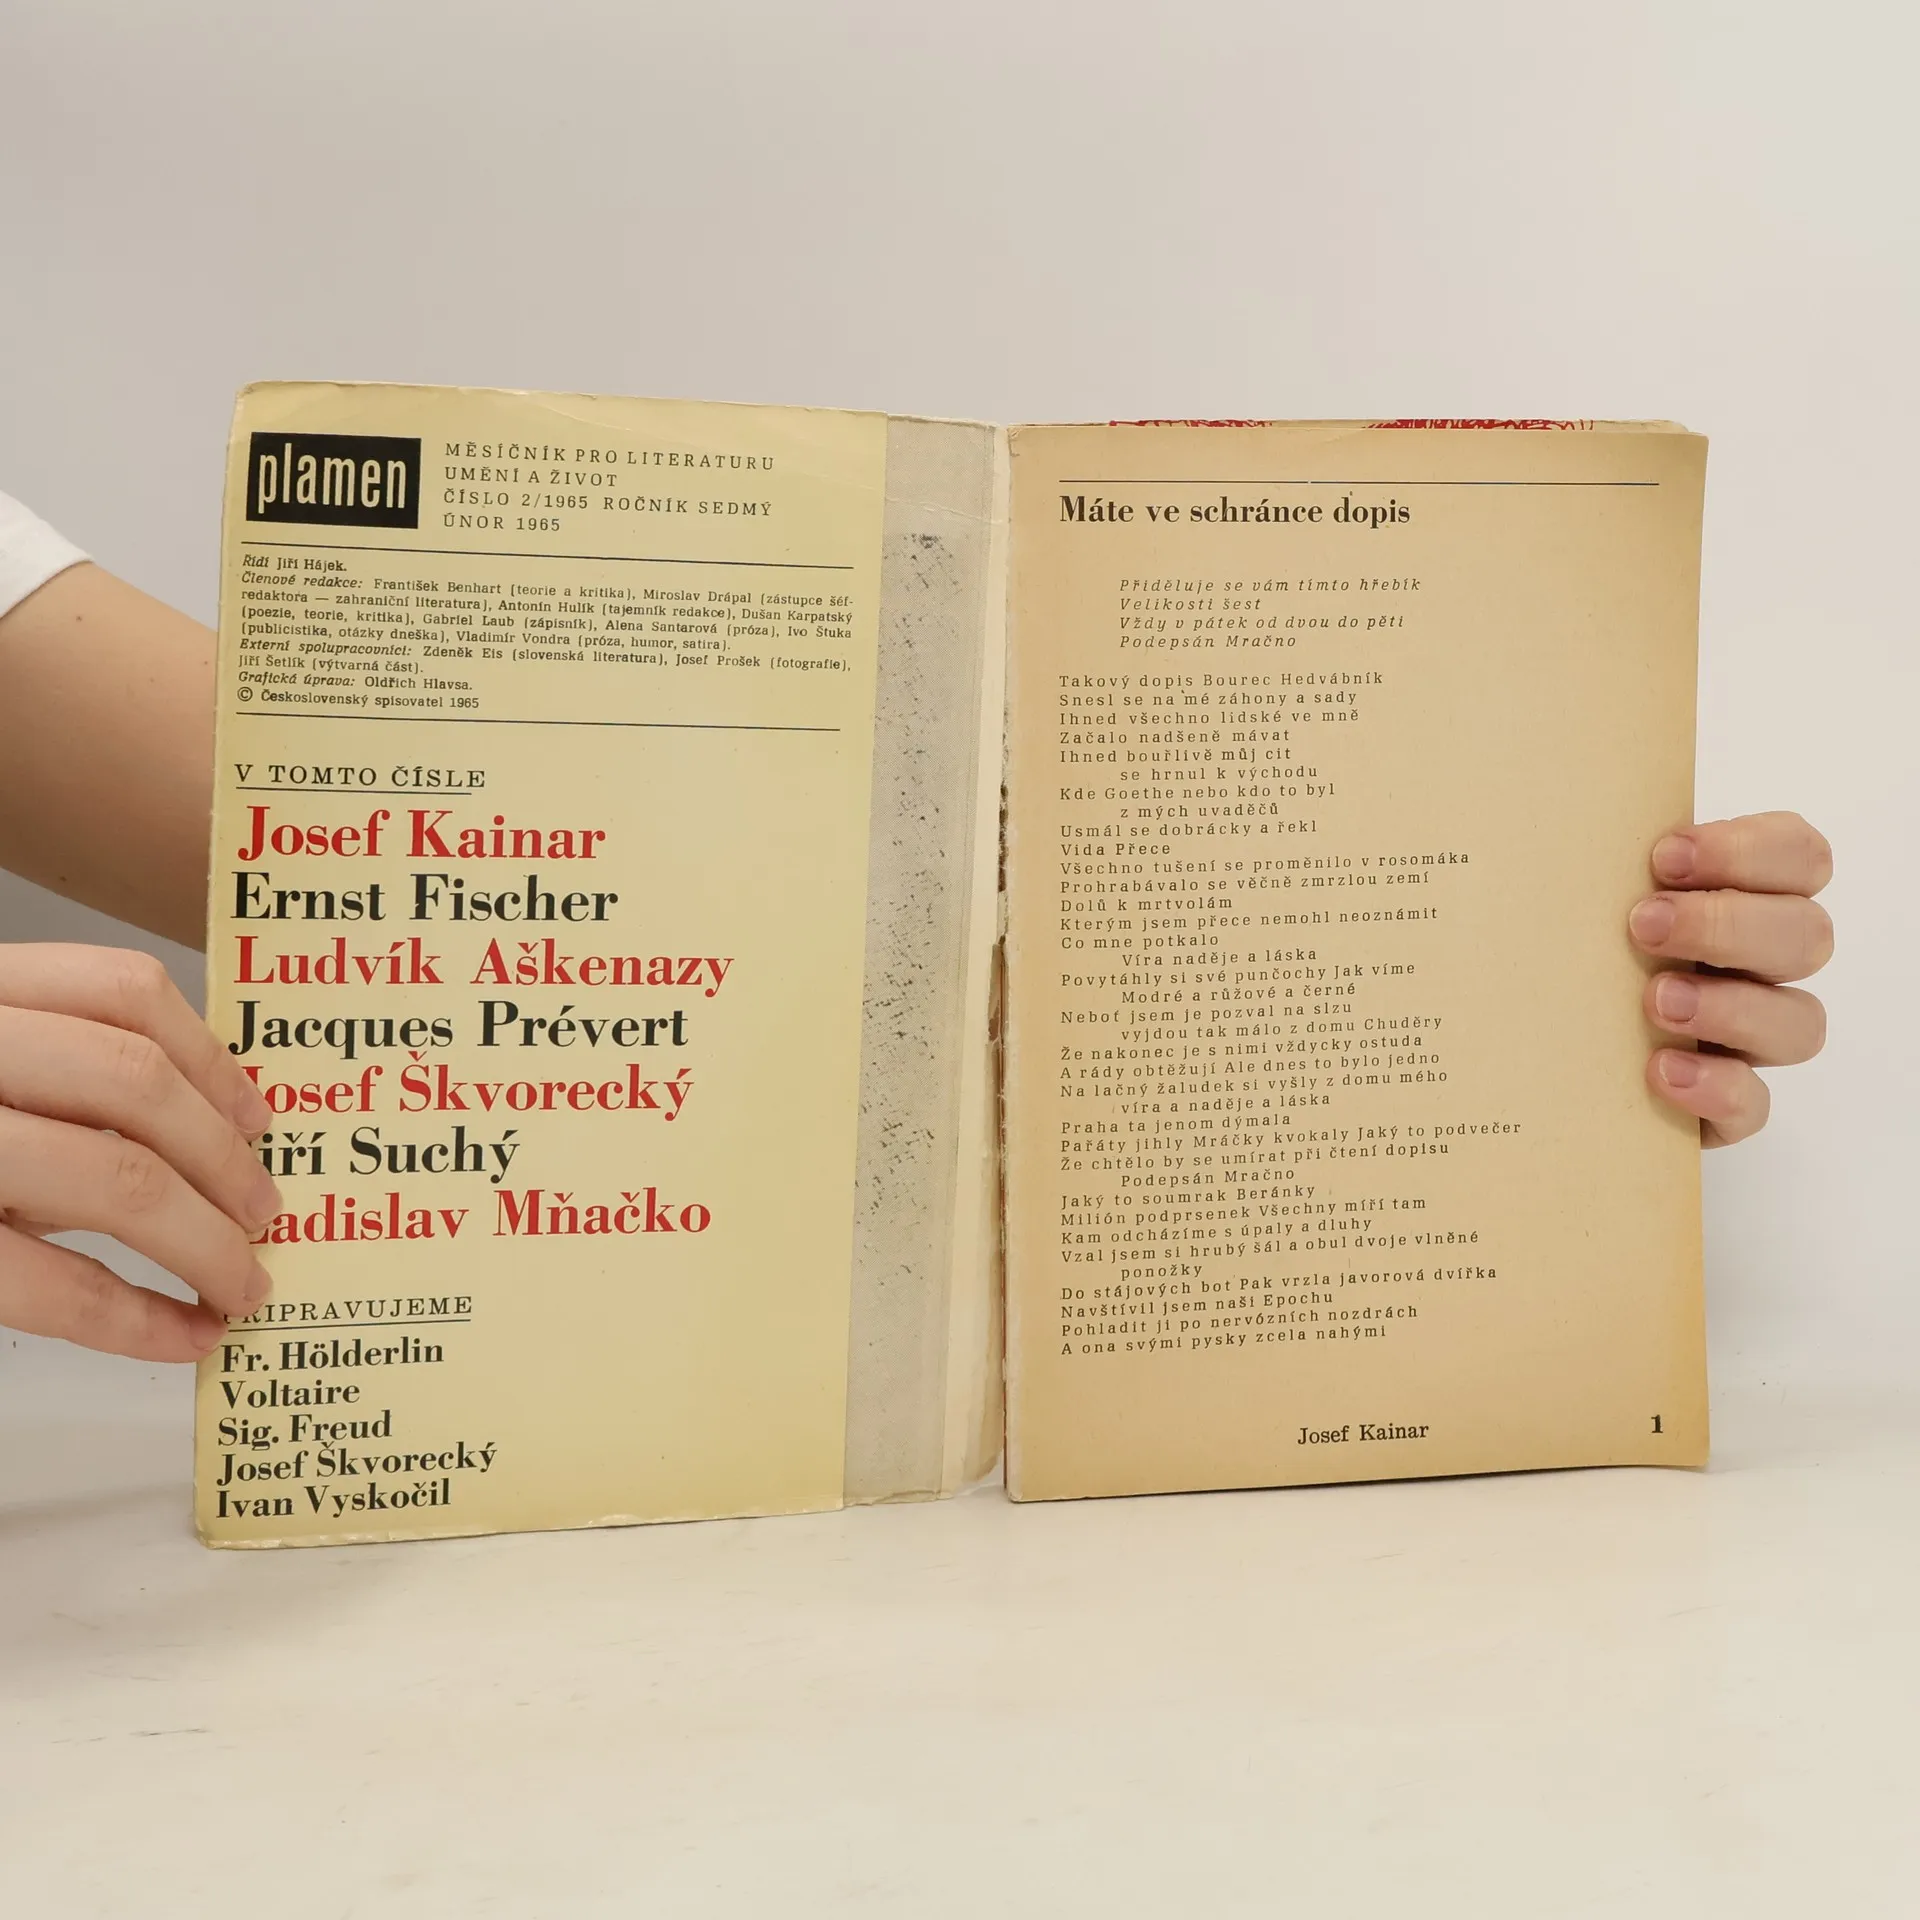 plamen
MĚSÍČNÍK PRO LITERATURU
UMĚNÍ A ŽIVOT
ČÍSLO 2/1965 ROČNÍK SEDMÝ
ÚNOR 1965
Řídí Jiří Hájek.
Členové redakce: František Benhart (teorie a kritika), Miroslav Drápal (zástupce šéf-
redaktora — zahraniční literatura), Antonín Hulík (tajemník redakce), Dušan Karpatský
(poezie, teorie, kritika), Gabriel Laub (zápisník), Alena Santarová (próza), Ivo Štuka
(publicistika, otázky dneška), Vladimír Vondra (próza, humor, satira).
Externí spolupracovníci: Zdeněk Eis (slovenská literatura), Josef Prošek (fotografie),
Jiří Šetlík (výtvarná část).
Grafická úprava: Oldřich Hlavsa.
© Československý spisovatel 1965
V TOMTO ČÍSLE
Josef Kainar
Ernst Fischer
Ludvík Aškenazy
Jacques Prévert
Josef Škvorecký
Jiří Suchý
Ladislav Mňačko
PŘIPRAVUJEME
Fr. Hölderlin
Voltaire
Sig. Freud
Josef Škvorecký
Ivan Vyskočil
Máte ve schránce dopis
Přiděluje se vám tímto hřebík
Velikosti šest
Vždy v pátek od dvou do pěti
Podepsán Mračno
Takový dopis Bourec Hedvábník
Snesl se na mé záhony a sady
Ihned všechno lidské ve mně
Začalo nadšeně mávat
Ihned bouřlivě můj cit
se hrnul k východu
Kde Goethe nebo kdo to byl
z mých uvaděčů
Usmál se dobrácky a řekl
Vida Přece
Všechno tušení se proměnilo v rosomáka
Prohrabávalo se věčně zmrzlou zemí
Dolů k mrtvolám
Kterým jsem přece nemohl neoznámit
Co mne potkalo
Víra naděje a láska
Povytáhly si své punčochy Jak víme
Modré a růžové a černé
Neboť jsem je pozval na slzu
vyjdou tak málo z domu Chuděry
Že nakonec je s nimi vždycky ostuda
A rády obtěžují Ale dnes to bylo jedno
Na lačný žaludek si vyšly z domu mého
víra a naděje a láska
Praha ta jenom dýmala
Pařáty jihly Mráčky kvokaly Jaký to podvečer
Že chtělo by se umírat při čtení dopisu
Podepsán Mračno
Jaký to soumrak Beránky
Milión podprsenek Všechny míří tam
Kam odcházíme s úpaly a dluhy
Vzal jsem si hrubý šál a obul dvoje vlněné
ponožky
Do stájových bot Pak vrzla javorová dvířka
Navštívil jsem naši Epochu
Pohladit ji po nervózních nozdrách
A ona svými pysky zcela nahými
Josef Kainar
1